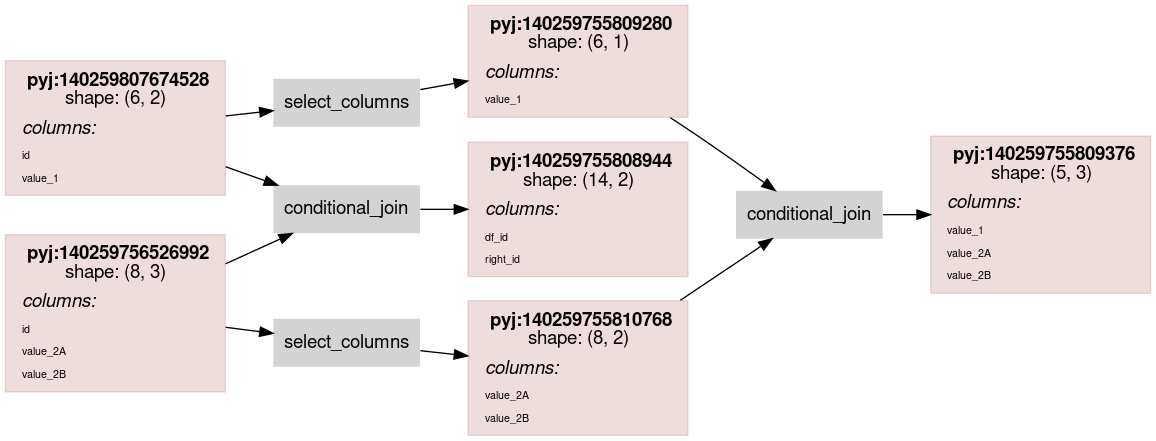 pyj:140259807674528
shape: (6, 2)
columns:
id
value_1
pyj:140259756526992
shape: (8, 3)
columns:
id
value_2A
value_2B
select_columns
conditional_join
select_columns
pyj:140259755809280
shape: (6, 1)
columns:
value_1
pyj:140259755808944
shape: (14, 2)
columns:
df_id
right_id
pyj:140259755810768
shape: (8, 2)
columns:
value_2A
value_2B
conditional_join
pyj:140259755809376
shape: (5, 3)
columns:
value_1
value_2A
value_2B